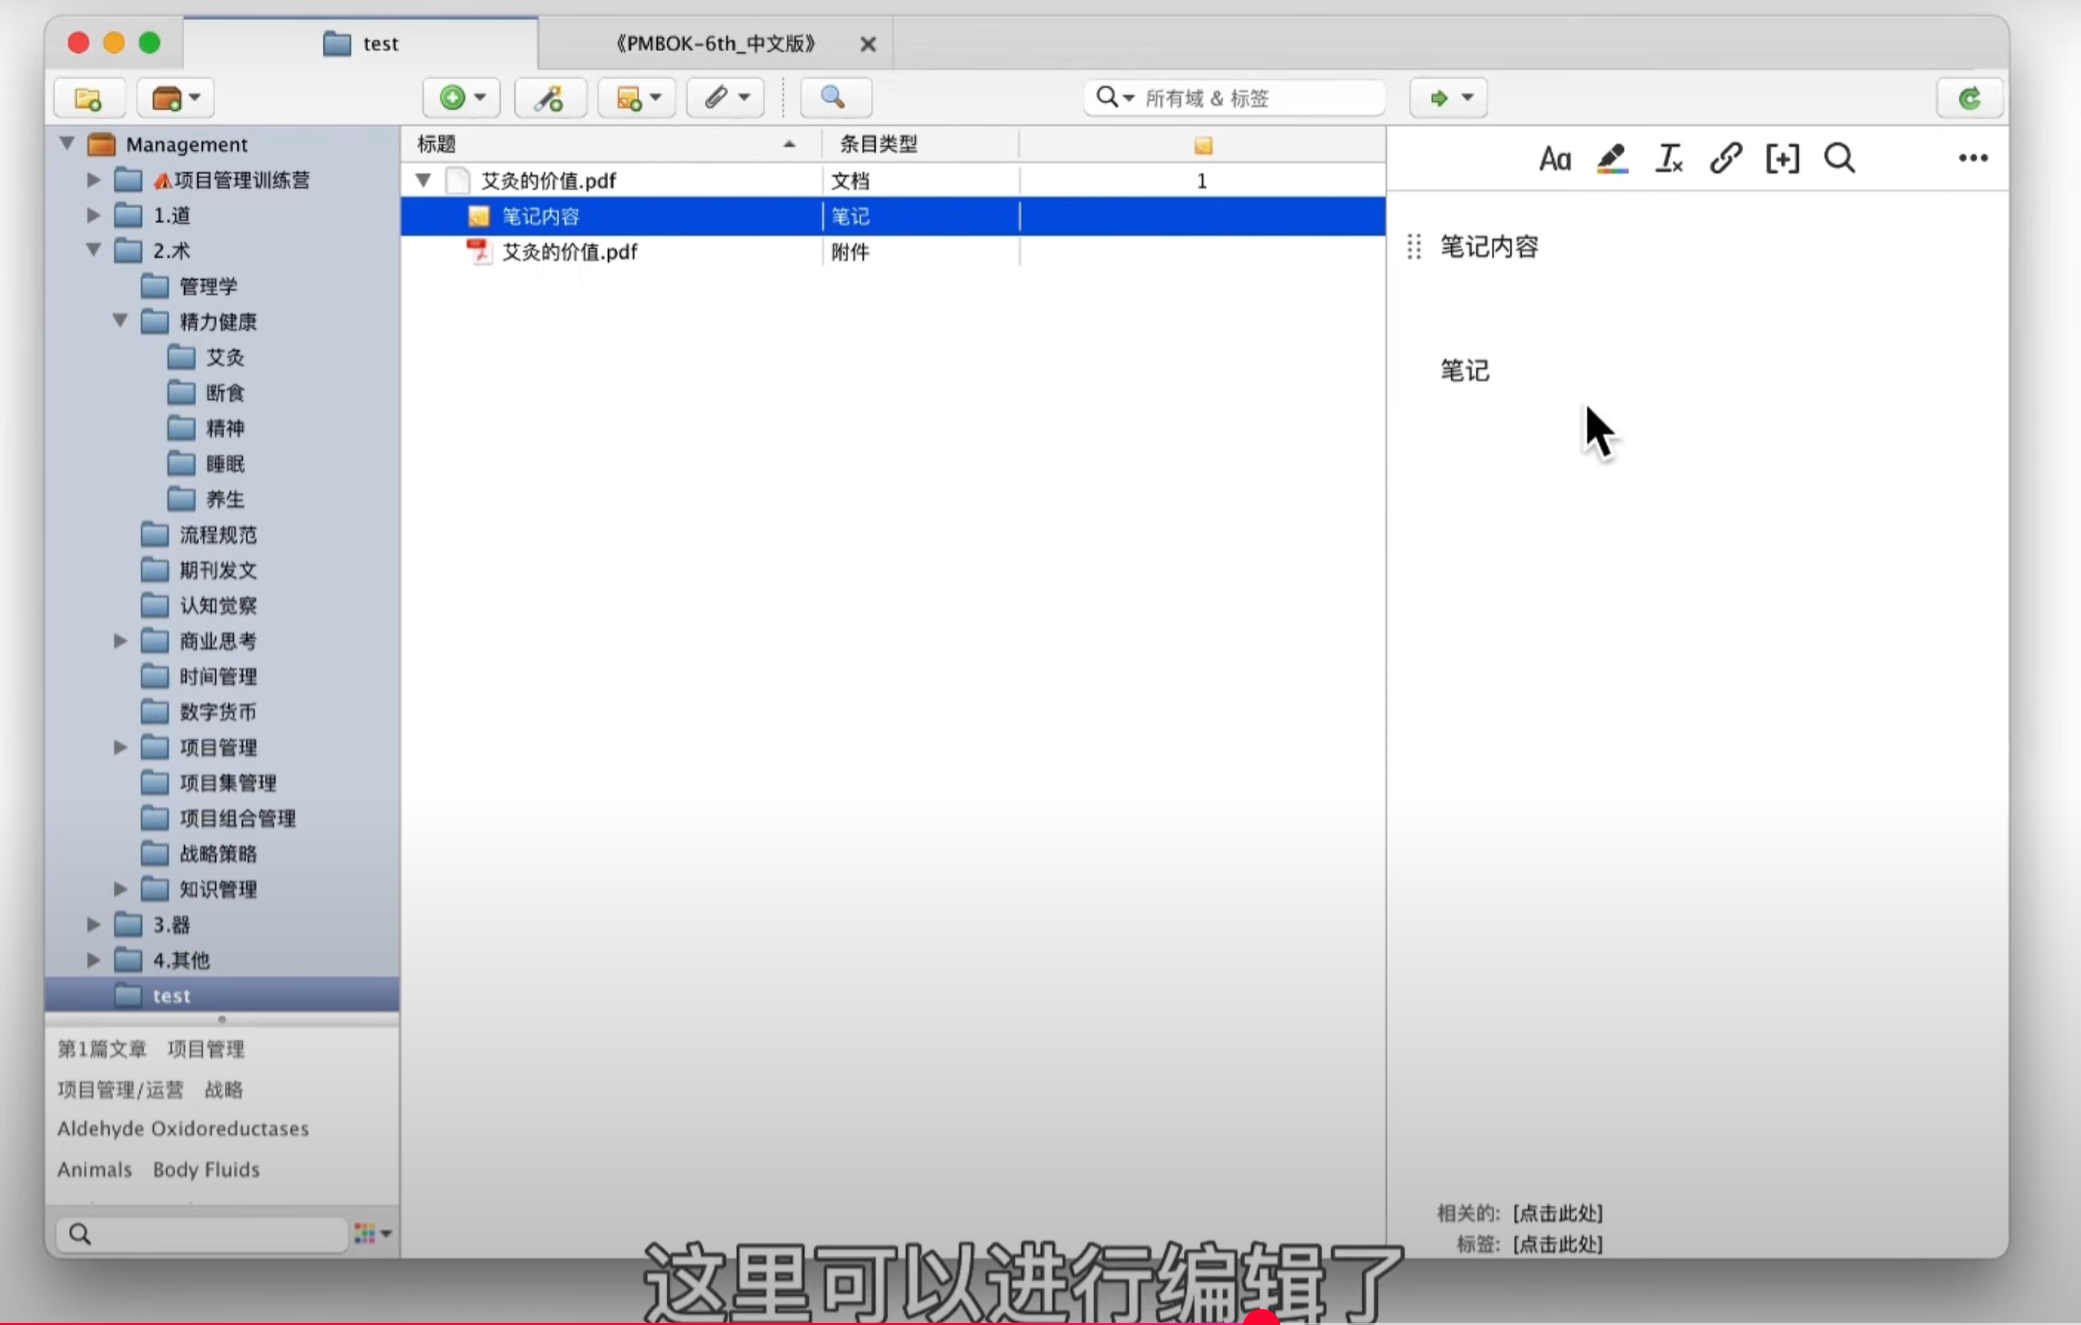 test
《PMBOK-6th_中文版》
所有域 & 标签
Management
项目管理训练营
1.道
2.术
管理学
精力健康
艾灸
断食
精神
睡眠
养生
流程规范
期刊发文
认知觉察
商业思考
时间管理
数字货币
项目管理
项目集管理
项目组合管理
战略策略
知识管理
3.器
4.其他
test
第1篇文章 项目管理
项目管理/运营 战略
Aldehyde Oxidoreductases
Animals Body Fluids
标题 条目类型
艾灸的价值.pdf 文档 1
笔记内容 笔记
艾灸的价值.pdf 附件
Aa
笔记内容
笔记
相关的: [点击此处]
标签: [点击此处]
这里可以进行编辑了